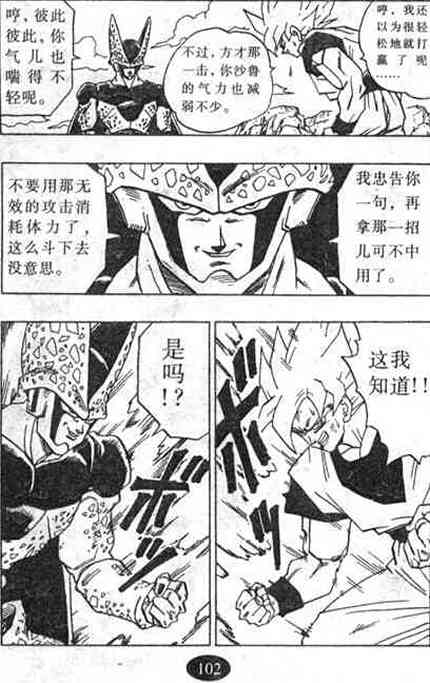 哼，我还
以为很轻
松地就打
赢了呢
……
不过，方才那
一击，你沙鲁
的气力也减
弱不少。
哼，彼此
彼此，你
气儿也
喘得不
轻呢。
我忠告你
一句，再
拿那一招
儿可不中
用了。
不要用那无
效的攻击消
耗体力了，
这么斗下去
没意思。
这我
知道!!
ボッ
是
吗!?
ボッ
102